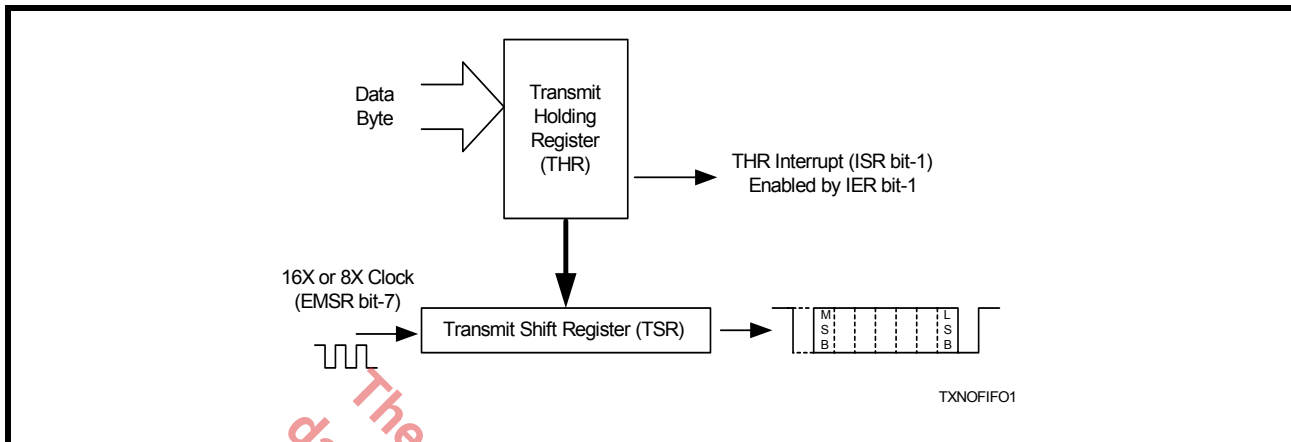 Data
Byte
Transmit
Holding
Register
(THR)
THR Interrupt (ISR bit-1)
Enabled by IER bit-1
16X or 8X Clock
(EMSR bit-7)
Transmit Shift Register (TSR)
M
S
B
L
S
B
TXNOFIFO1
The